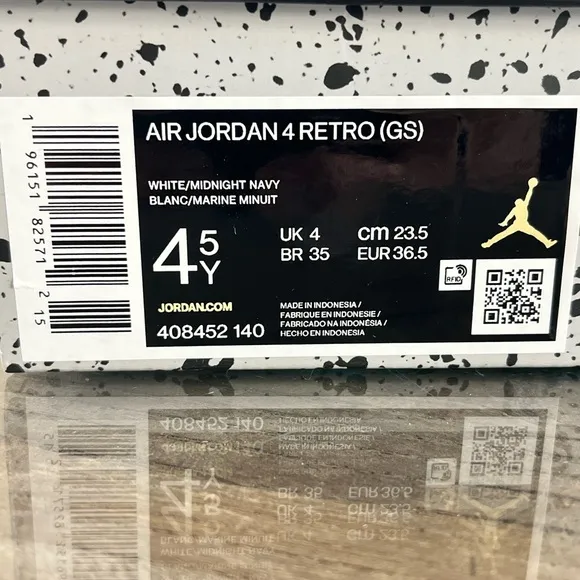 1 96151 82571 2 15
AIR JORDAN 4 RETRO (GS)
WHITE/MIDNIGHT NAVY
BLANC/MARINE MINUIT
4 5Y
UK 4 cm 23.5
BR 35 EUR 36.5
RFID
JORDAN.COM
408452 140
MADE IN INDONESIA/
FABRIQUE EN INDONESIE/
FABRICADO NA INDONÉSIA/
HECHO EN INDONESIA